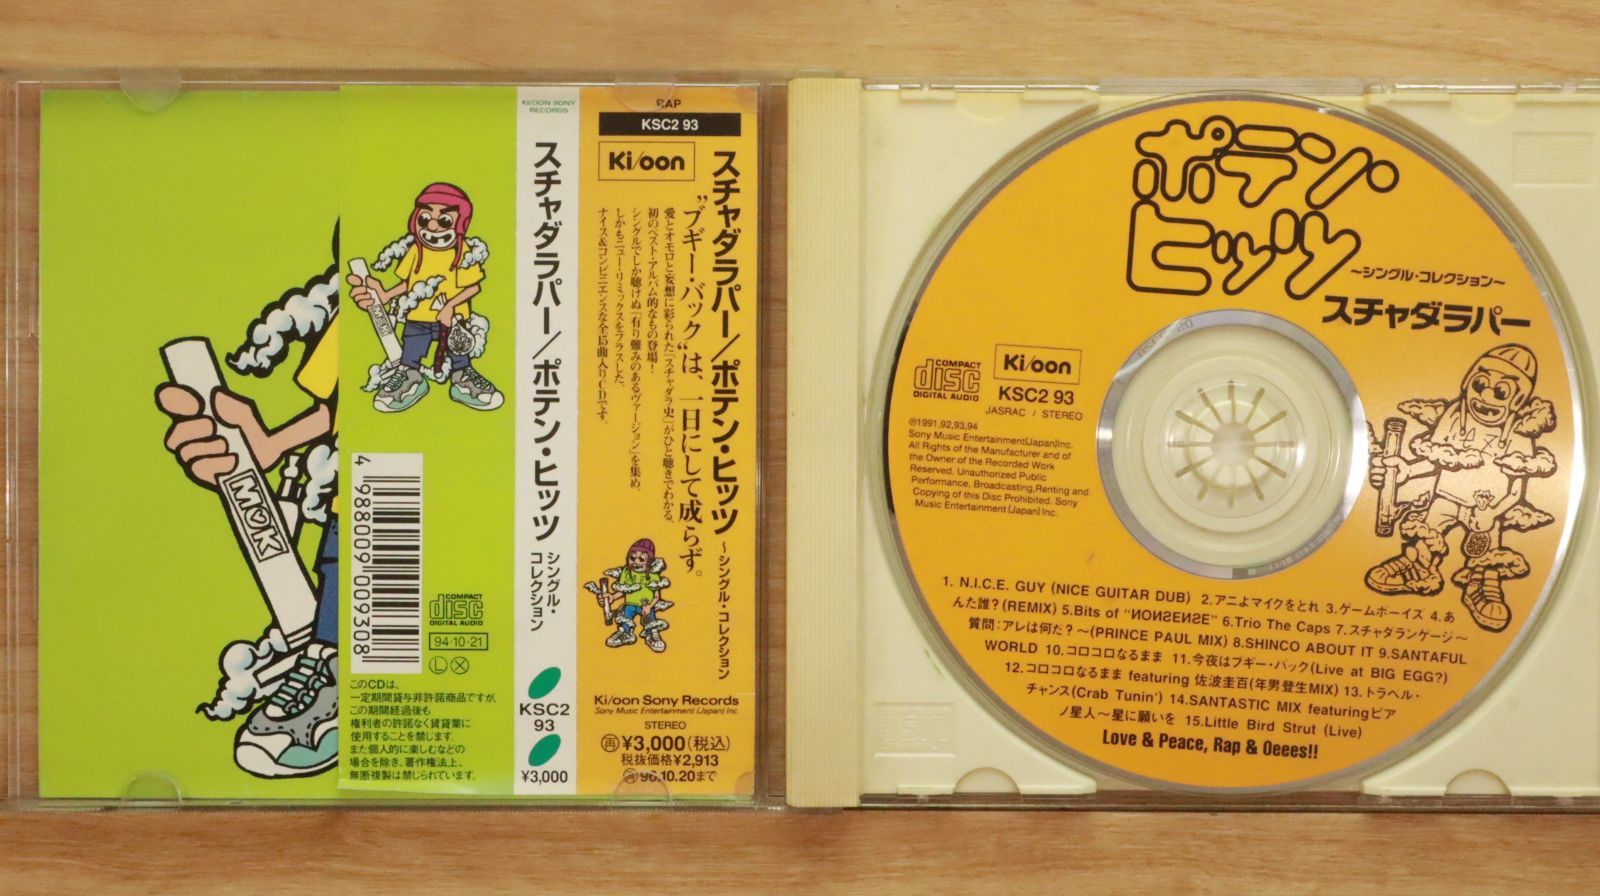 M♥K
MOK
4 988009 009308
COMPACT
disc
DIGITAL AUDIO
94·10·21
Ⓛ Ⓧ
このCDは、
一定期間貸与非許諾商品ですが、
この期間経過後も
権利者の許諾なく賃貸業に
使用することを禁じます。
また個人的に楽しむなどの
場合を除き、著作権法上、
無断複製は禁じられています。
KI/OON SONY
RECORDS
スチャダラパー/ポテン・ヒッツ
シングル・
コレクション
KSC2
93
¥3,000
RAP
KSC2 93
Ki/oon
スチャダラパー/ポテン・ヒッツ ～シングル・コレクション
"ブギー・バック"は、一日にして成らず。
愛とオモロと妄想に彩られた「スチャダラ史」がひと聴きでわかる、
初のベスト・アルバム的なもの登場!
シングルでしか聴けぬ「有り難みのあるヴァージョン」を集め、
しかもニュー・リミックスをプラスした、
ナイス&コンビニエンスな全15曲入りCDです。
Ki/oon Sony Records
Sony Music Entertainment (Japan) Inc.
STEREO
㊢¥3,000(税込)
税抜価格¥2,913
96.10.20まで
ポテン・
ヒッツ
～シングル・コレクション～
スチャダラパー
COMPACT
disc
DIGITAL AUDIO
Ki/oon
KSC2 93
JASRAC / STEREO
Ⓟ1991,92,93,94
Sony Music Entertainment(Japan)Inc.
All Rights of the Manufacturer and of
the Owner of the Recorded Work
Reserved. Unauthorized Public
Performance, Broadcasting,Renting and
Copying of this Disc Prohibited. Sony
Music Entertainment(Japan)Inc.
1. N.I.C.E. GUY (NICE GUITAR DUB) 2.アニよマイクをとれ 3.ゲームボーイズ 4.あ
んた誰?(REMIX) 5.Bits of "NONSENSE" 6.Trio The Caps 7.スチャダランゲージ～
質問:アレは何だ?～(PRINCE PAUL MIX) 8.SHINCO ABOUT IT 9.SANTAFUL
WORLD 10.コロコロなるまま 11.今夜はブギー・バック(Live at BIG EGG?)
12.コロコロなるまま featuring 佐波圭百(年男登生MIX) 13.トラベル・
チャンス(Crab Tunin') 14.SANTASTIC MIX featuringピア
ノ星人～星に願いを 15.Little Bird Strut (Live)
Love & Peace, Rap & Oeees!!